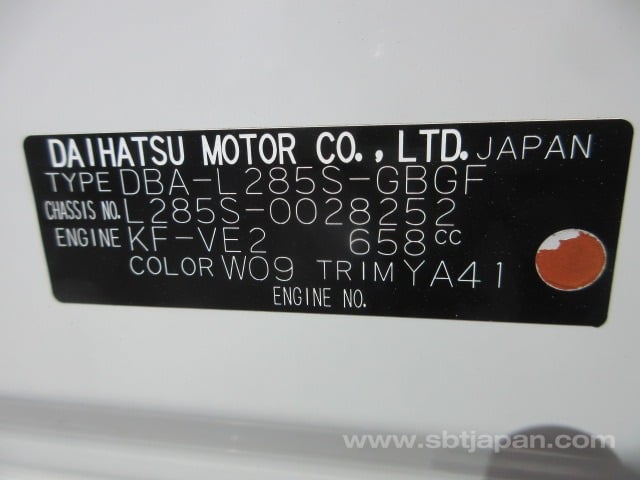 DAIHATSU MOTOR CO., LTD. JAPAN
TYPE DBA-L285S-GBGF
CHASSIS NO. L285S-0028252
ENGINE KF-VE2 658cc
COLOR W09 TRIM YA41
ENGINE NO.
www.sbtjapan.com